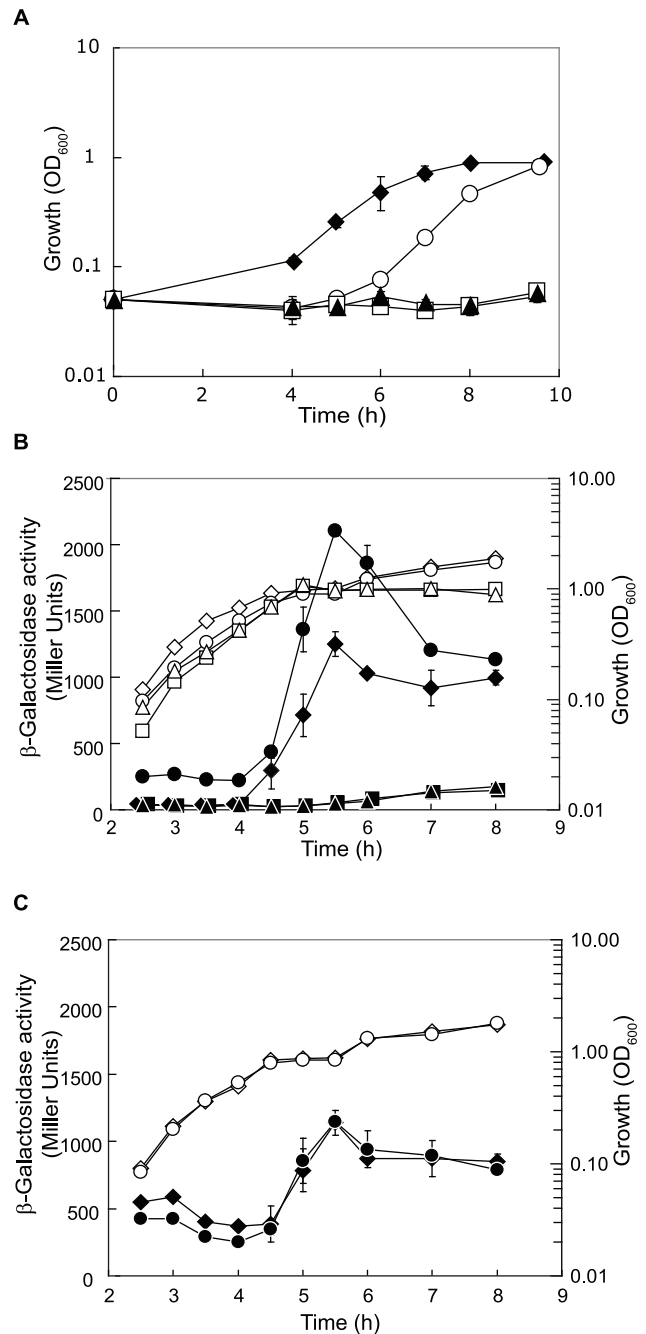 A
10
1
0.1
0.01
Growth (OD600)
0 2 4 6 8 10
Time (h)
B
2500
2000
1500
1000
500
0
β-Galactosidase activity
(Miller Units)
10.00
1.00
0.10
0.01
Growth (OD600)
2 3 4 5 6 7 8 9
Time (h)
C
2500
2000
1500
1000
500
0
β-Galactosidase activity
(Miller Units)
10.00
1.00
0.10
0.01
Growth (OD600)
2 3 4 5 6 7 8 9
Time (h)